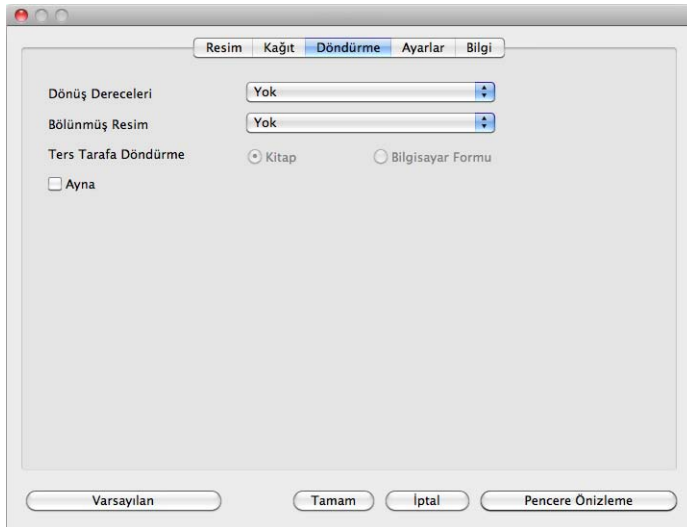 Resim Kağıt Döndürme Ayarlar Bilgi
Dönüş Dereceleri Yok
Bölünmüş Resim Yok
Ters Tarafa Döndürme Kitap Bilgisayar Formu
Ayna
Varsayılan Tamam İptal Pencere Önizleme